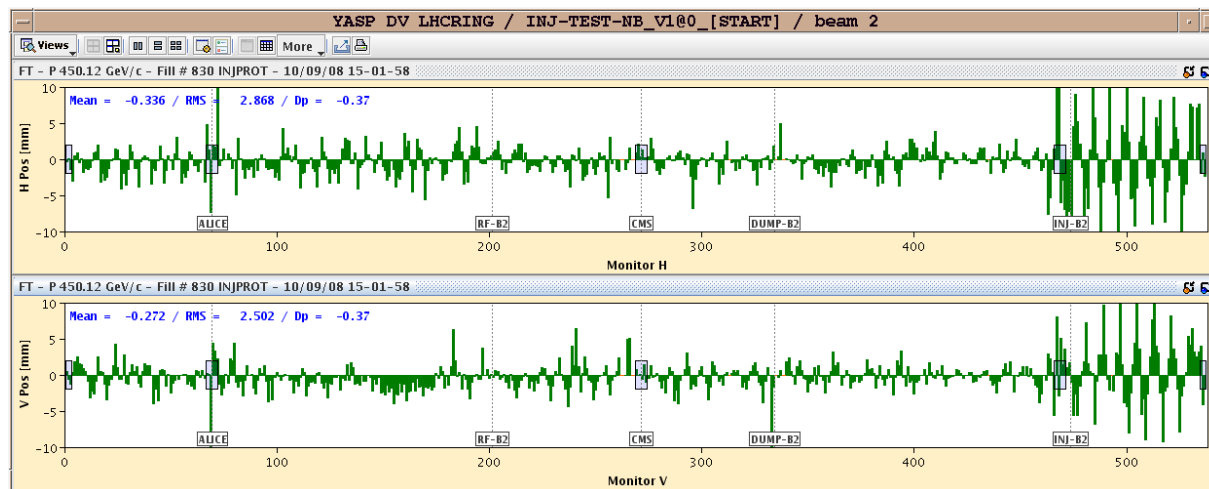 YASP DV LHCRING / INJ-TEST-NB_V1@0_[START] / beam 2
Views More
FT - P 450.12 GeV/c - Fill # 830 INJPROT - 10/09/08 15-01-58
Mean = -0.336 / RMS = 2.868 / Dp = -0.37
H Pos [mm]
10
5
0
-5
-10
ALICE RF-B2 CMS DUMP-B2 INJ-B2
0 100 200 300 400 500
Monitor H
FT - P 450.12 GeV/c - Fill # 830 INJPROT - 10/09/08 15-01-58
Mean = -0.272 / RMS = 2.502 / Dp = -0.37
V Pos [mm]
10
5
0
-5
-10
ALICE RF-B2 CMS DUMP-B2 INJ-B2
0 100 200 300 400 500
Monitor V